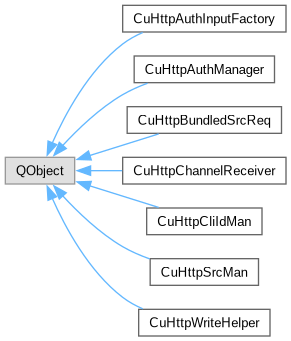 CuHttpAuthInputFactory
CuHttpAuthManager
CuHttpBundledSrcReq
QObject
CuHttpChannelReceiver
CuHttpCliIdMan
CuHttpSrcMan
CuHttpWriteHelper